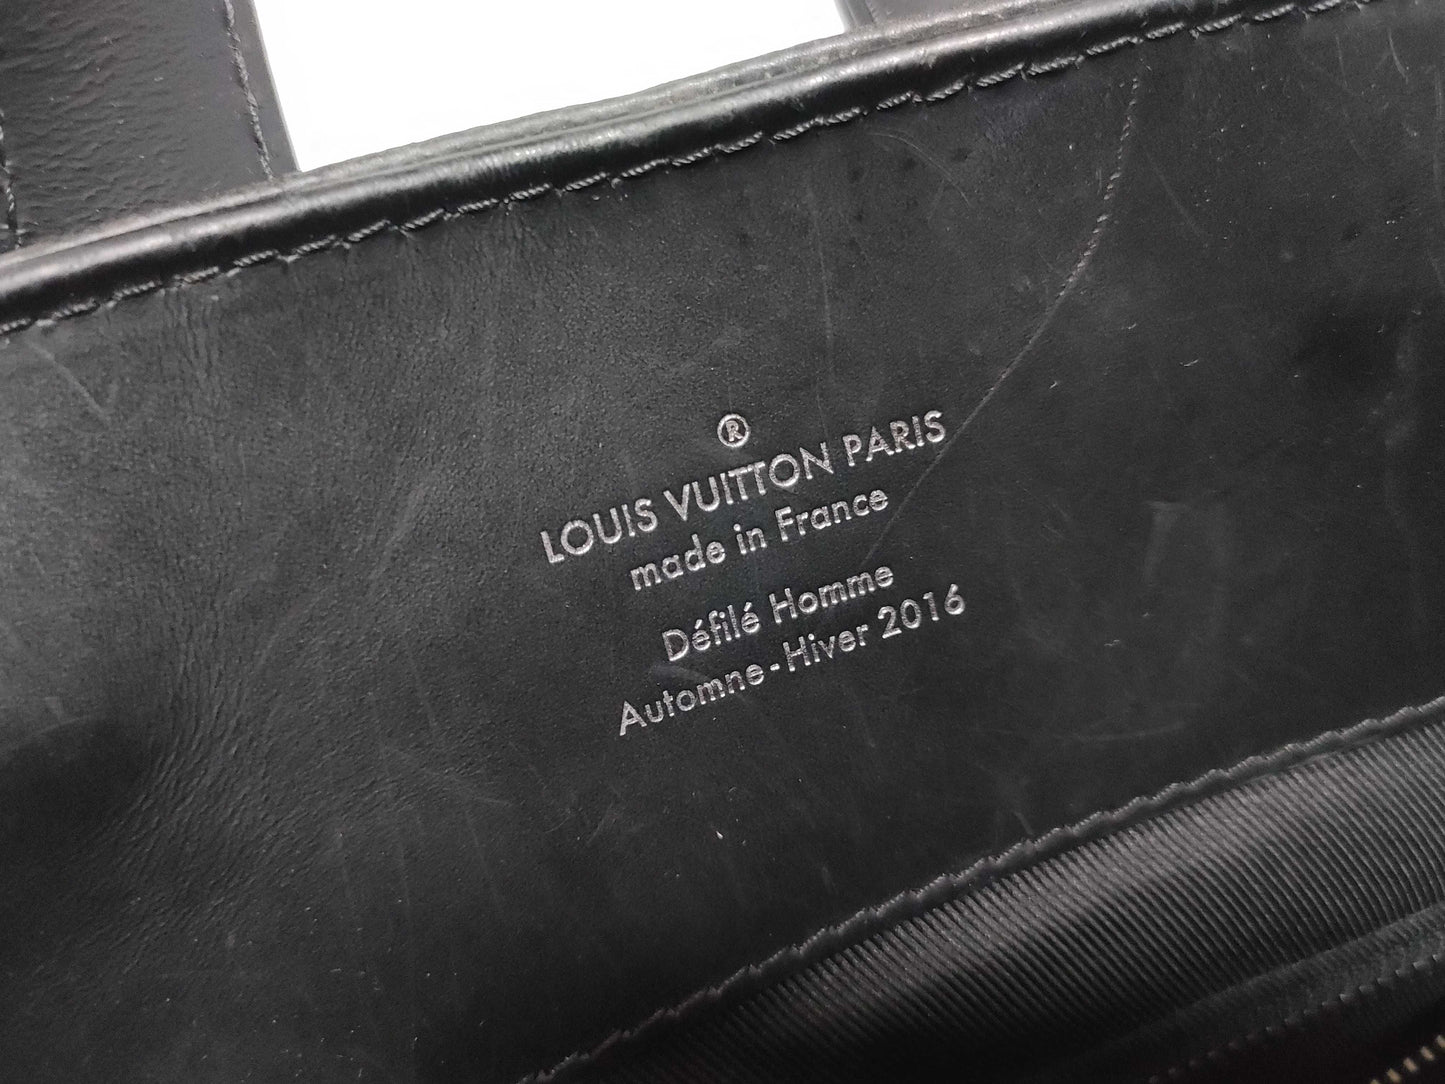 ®
LOUIS VUITTON PARIS
made in France
Défilé Homme
Automne-Hiver 2016